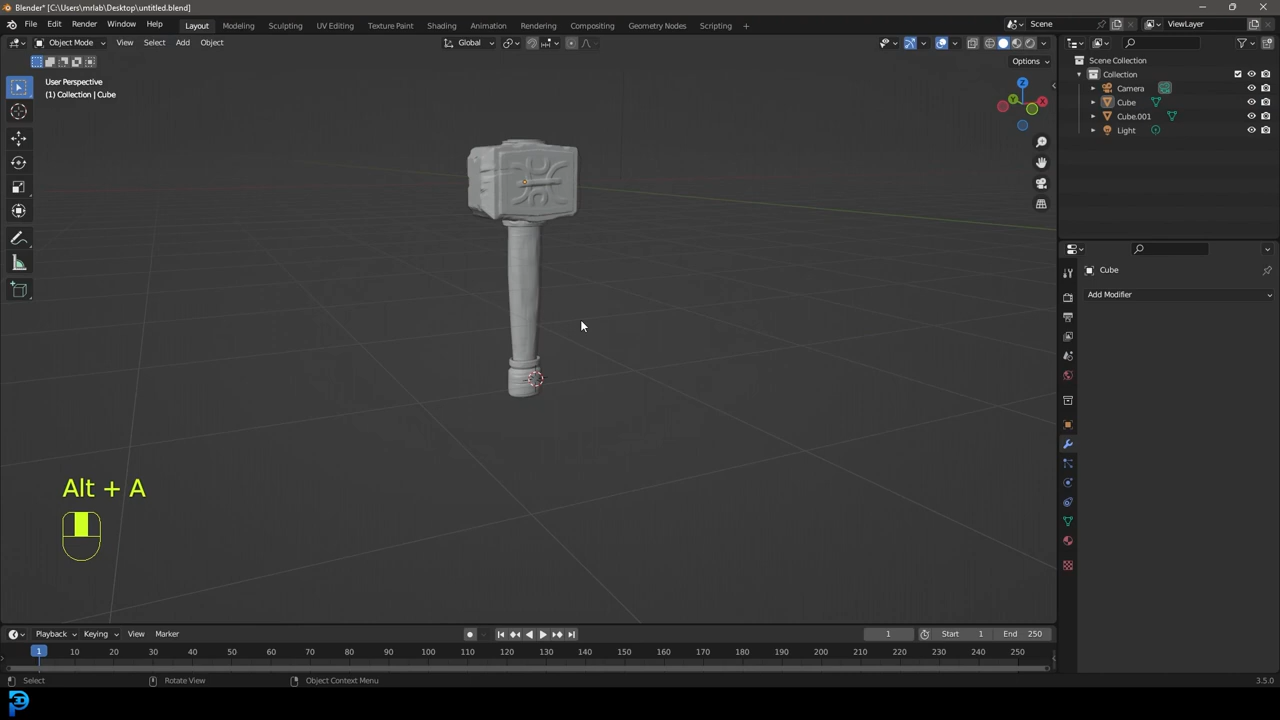 Blender* [C:\Users\mrlab\Desktop\untitled.blend]
File Edit Render Window Help Layout Modeling Sculpting UV Editing Texture Paint Shading Animation Rendering Compositing Geometry Nodes Scripting + Scene ViewLayer
Object Mode View Select Add Object Global
Options
User Perspective
(1) Collection | Cube
Z
Y
X
Scene Collection
Collection
Camera
Cube
Cube.001
Light
Cube
Add Modifier
Alt + A
Playback Keying View Marker 1 Start 1 End 250
1 10 20 30 40 50 60 70 80 90 100 110 120 130 140 150 160 170 180 190 200 210 220 230 240 250
Select Rotate View Object Context Menu 3.5.0